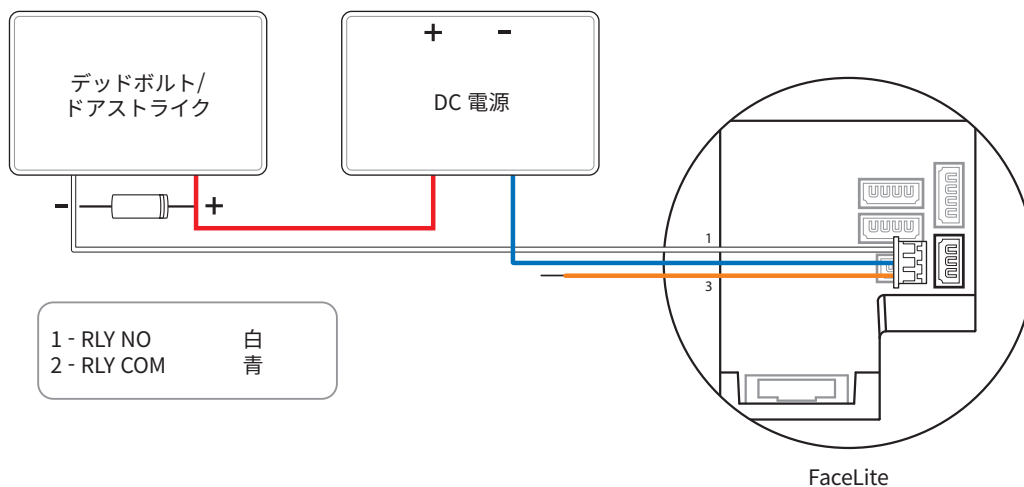 デッドボルト/
ドアストライク
+ -
DC 電源
- +
1
3
1 - RLY NO 白
2 - RLY COM 青
FaceLite